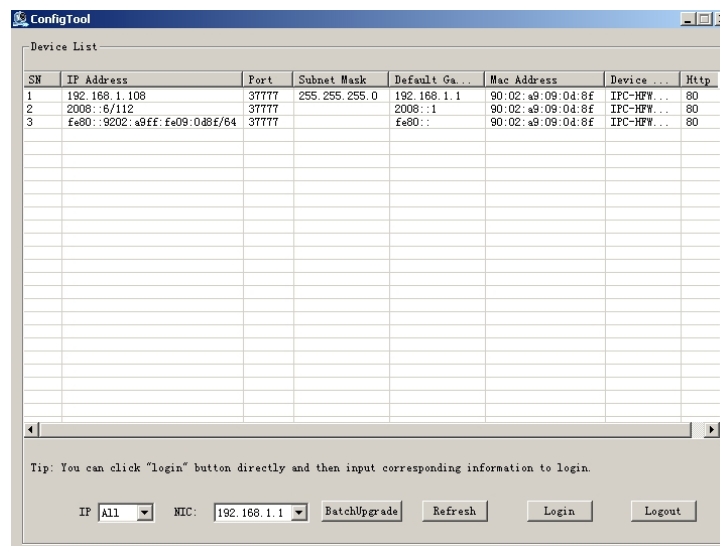 ConfigTool
Device List
SN IP Address Port Subnet Mask Default Ga... Mac Address Device ... Http
1 192.168.1.108 37777 255.255.255.0 192.168.1.1 90:02:a9:09:0d:8f IPC-HFW... 80
2 2008::6/112 37777 2008::1 90:02:a9:09:0d:8f IPC-HFW... 80
3 fe80::9202:a9ff:fe09:0d8f/64 37777 fe80:: 90:02:a9:09:0d:8f IPC-HFW... 80
Tip: You can click "login" button directly and then input corresponding information to login.
IP All NIC: 192.168.1.1 BatchUpgrade Refresh Login Logout